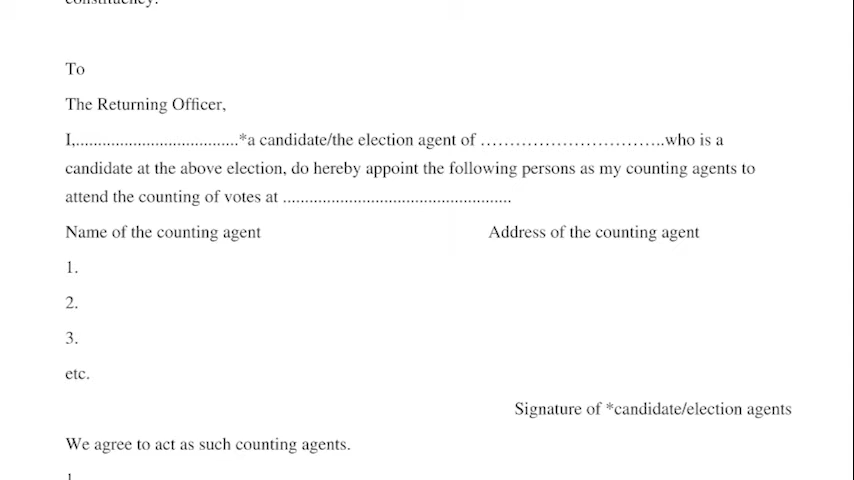 constituency.
To
The Returning Officer,
I,.....................................*a candidate/the election agent of …………………………..who is a
candidate at the above election, do hereby appoint the following persons as my counting agents to
attend the counting of votes at ....................................................
Name of the counting agent Address of the counting agent
1.
2.
3.
etc.
Signature of *candidate/election agents
We agree to act as such counting agents.
1